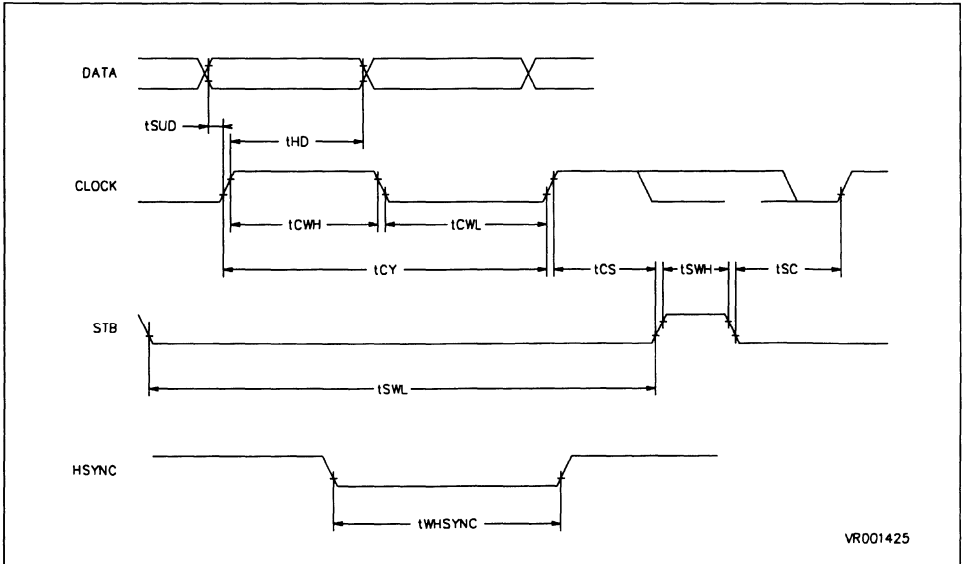 DATA
tSUD
tHD
CLOCK
tCWH
tCWL
tCY
tCS
tSWH
tSC
STB
tSWL
HSYNC
tWHSYNC
VR001425